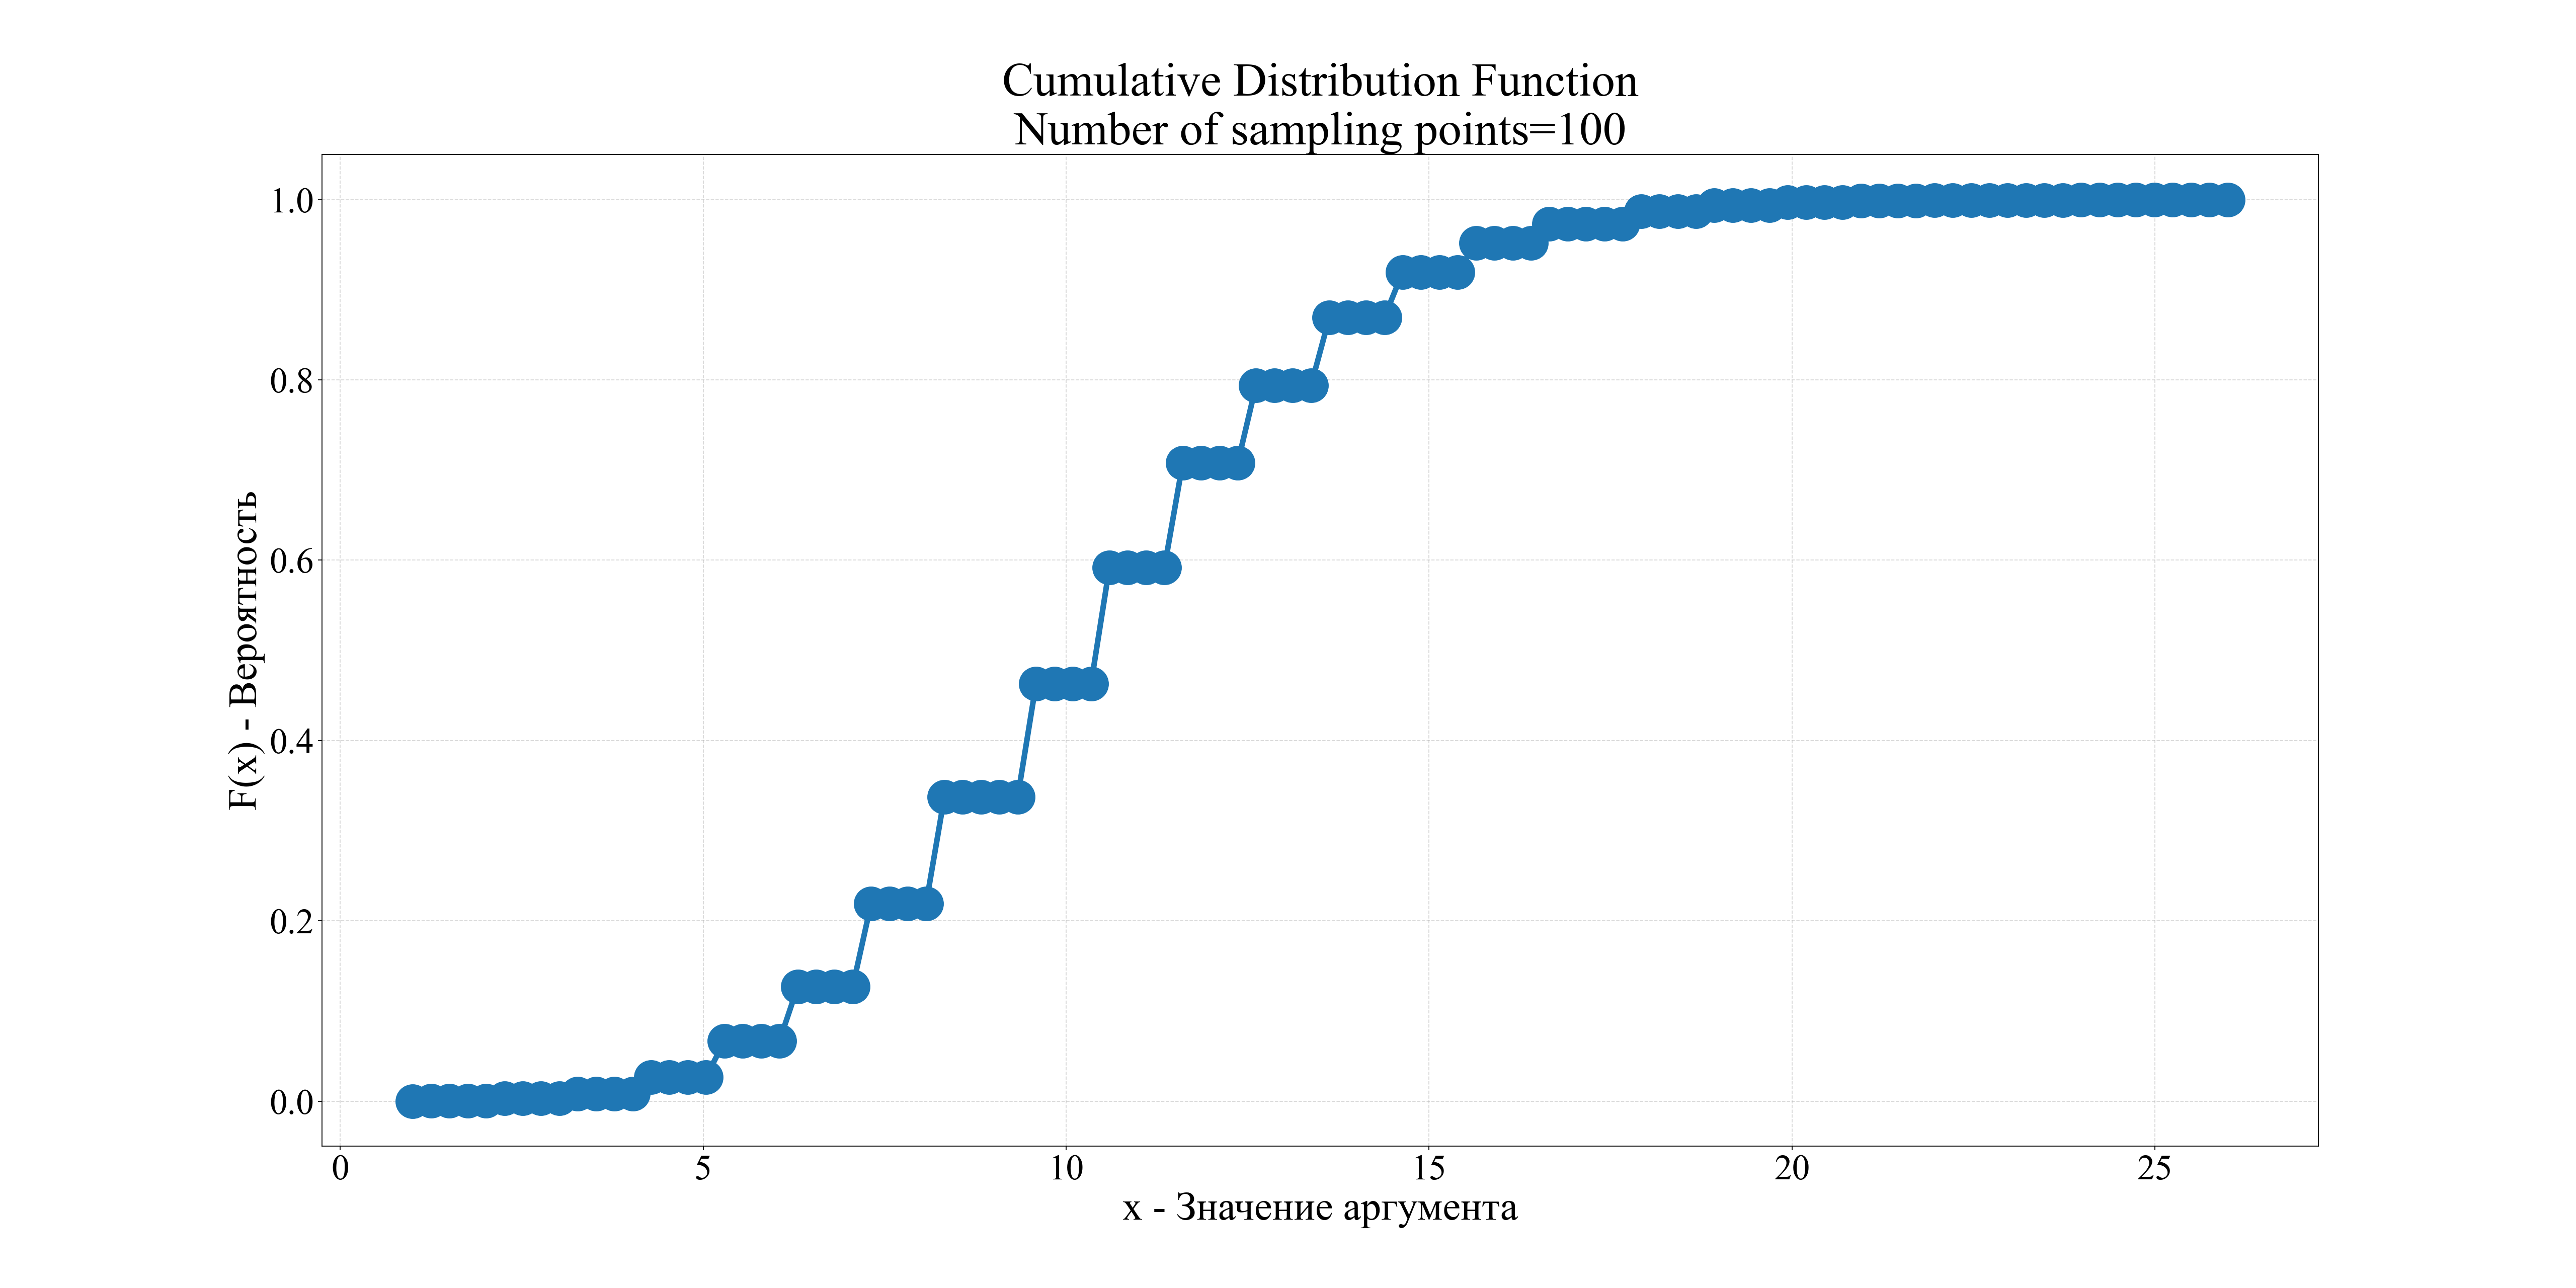 Cumulative Distribution Function
Number of sampling points=100
F(x) - Вероятность
1.0
0.8
0.6
0.4
0.2
0.0
0 5 10 15 20 25
x - Значение аргумента